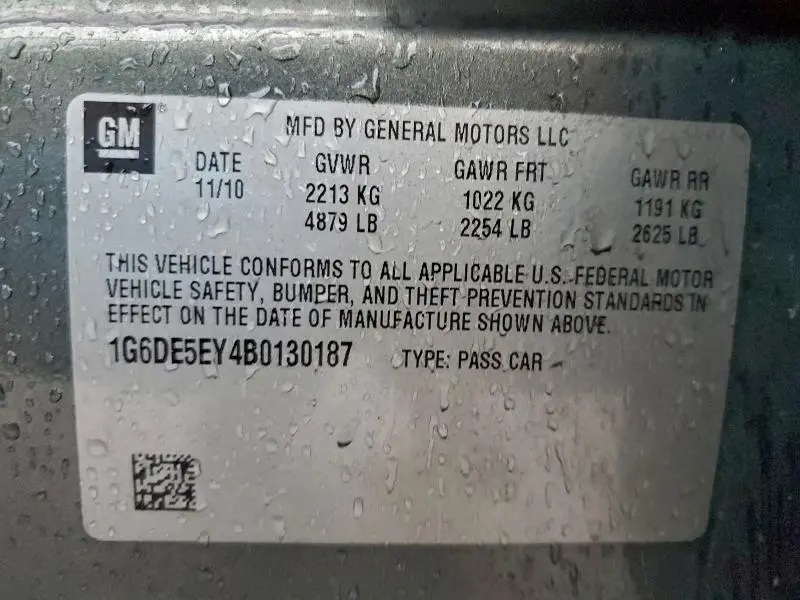 GM ®
MFD BY GENERAL MOTORS LLC
DATE GVWR GAWR FRT GAWR RR
11/10 2213 KG 1022 KG 1191 KG
4879 LB 2254 LB 2625 LB
THIS VEHICLE CONFORMS TO ALL APPLICABLE U.S. FEDERAL MOTOR
VEHICLE SAFETY, BUMPER, AND THEFT PREVENTION STANDARDS IN
EFFECT ON THE DATE OF MANUFACTURE SHOWN ABOVE.
1G6DE5EY4B0130187 TYPE: PASS CAR